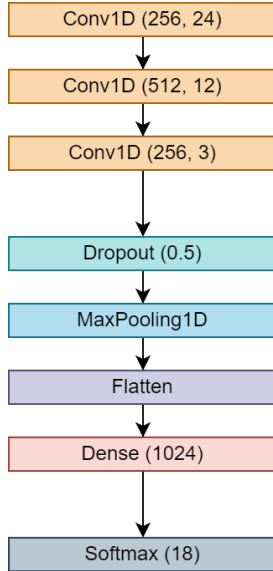 Conv1D (256, 24)
Conv1D (512, 12)
Conv1D (256, 3)
Dropout (0.5)
MaxPooling1D
Flatten
Dense (1024)
Softmax (18)